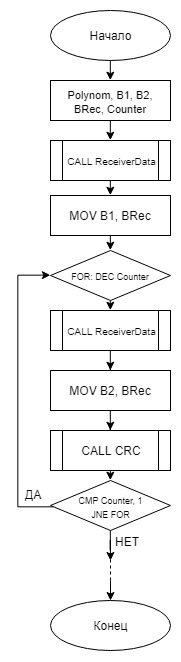 Начало
Polynom, B1, B2,
BRec, Counter
CALL ReceiverData
MOV B1, BRec
FOR: DEC Counter
CALL ReceiverData
MOV B2, BRec
CALL CRC
CMP Counter, 1
JNE FOR
ДА
НЕТ
Конец